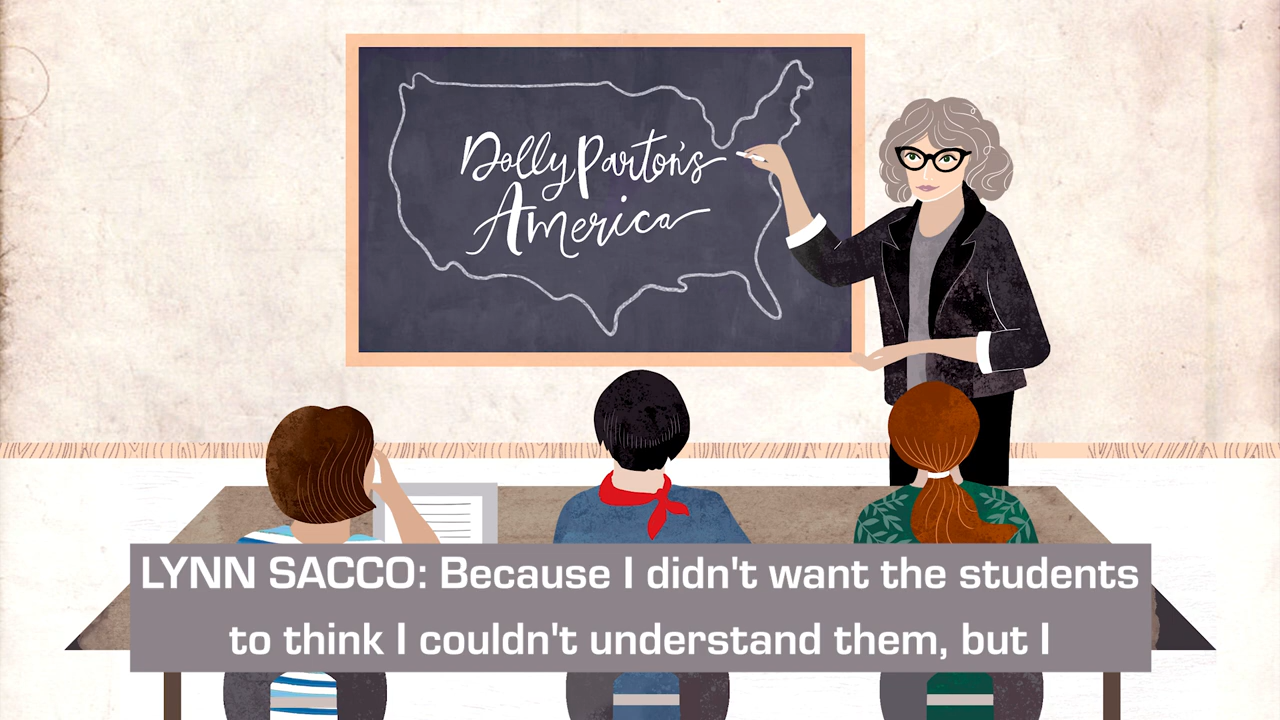 Dolly Parton's
America
LYNN SACCO: Because I didn't want the students
to think I couldn't understand them, but I